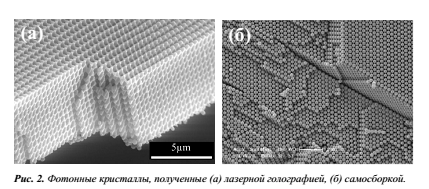 (а)
(б)
5μm
Рис. 2. Фотонные кристаллы, полученные (а) лазерной голографией, (б) самосборкой.